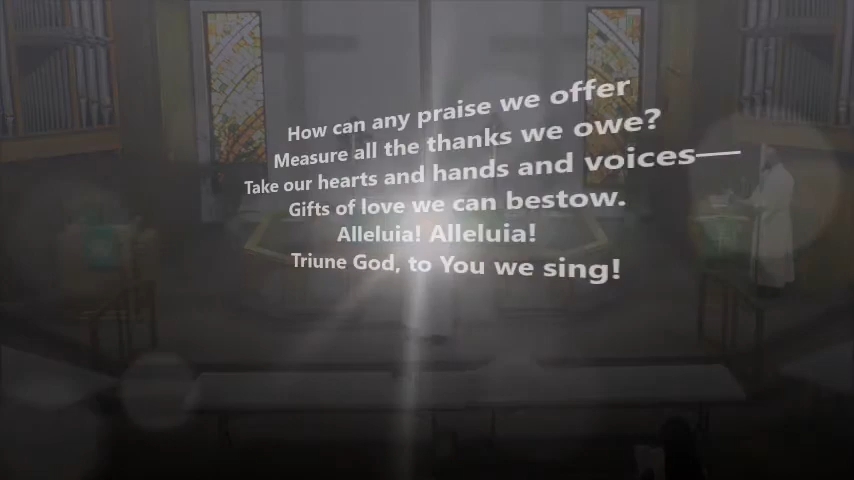 How can any praise we offer
Measure all the thanks we owe?
Take our hearts and hands and voices—
Gifts of love we can bestow.
Alleluia! Alleluia!
Triune God, to You we sing!